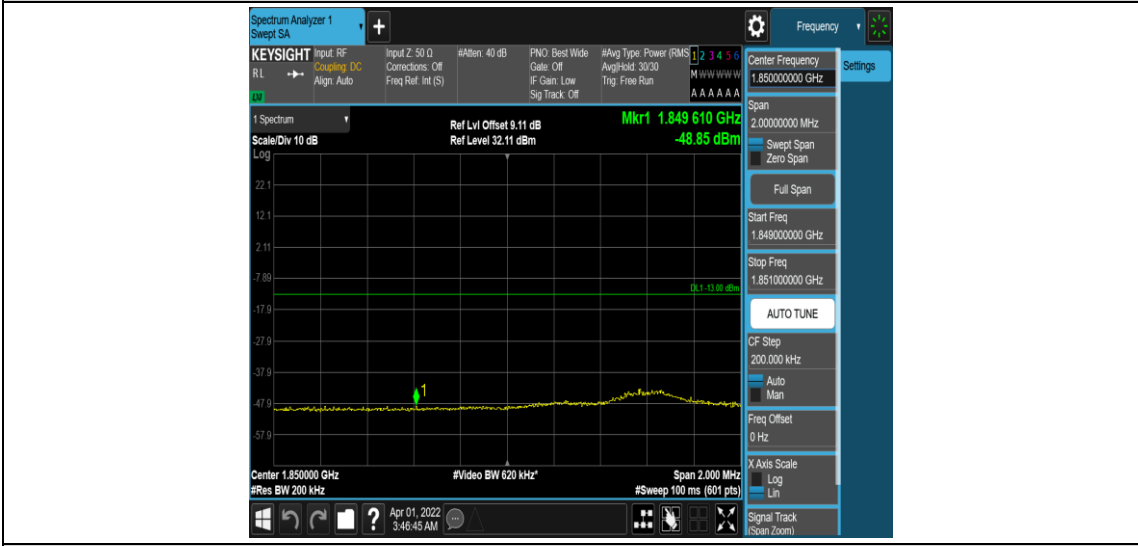 Spectrum Analyzer 1
Swept SA
+
Frequency
KEYSIGHT
RL
Input: RF
Coupling: DC
Align: Auto
Input Z: 50 Ω
Corrections: Off
Freq Ref: Int (S)
#Atten: 40 dB
PNO: Best Wide
Gate: Off
IF Gain: Low
Sig Track: Off
#Avg Type: Power (RMS
Avg|Hold: 30/30
Trig: Free Run
1 2 3 4 5 6
M W W W W W
A A A A A A
1 Spectrum
Scale/Div 10 dB
Log
Ref Lvl Offset 9.11 dB
Ref Level 32.11 dBm
Mkr1 1.849 610 GHz
-48.85 dBm
22.1
12.1
2.11
-7.89
-17.9
-27.9
-37.9
-47.9
-57.9
DL1 -13.00 dBm
1
Center 1.850000 GHz
#Res BW 200 kHz
#Video BW 620 kHz*
Span 2.000 MHz
#Sweep 100 ms (601 pts)
?
Apr 01, 2022
3:46:45 AM
Center Frequency
1.850000000 GHz
Settings
Span
2.00000000 MHz
Swept Span
Zero Span
Full Span
Start Freq
1.849000000 GHz
Stop Freq
1.851000000 GHz
AUTO TUNE
CF Step
200.000 kHz
Auto
Man
Freq Offset
0 Hz
X Axis Scale
Log
Lin
Signal Track
(Span Zoom)